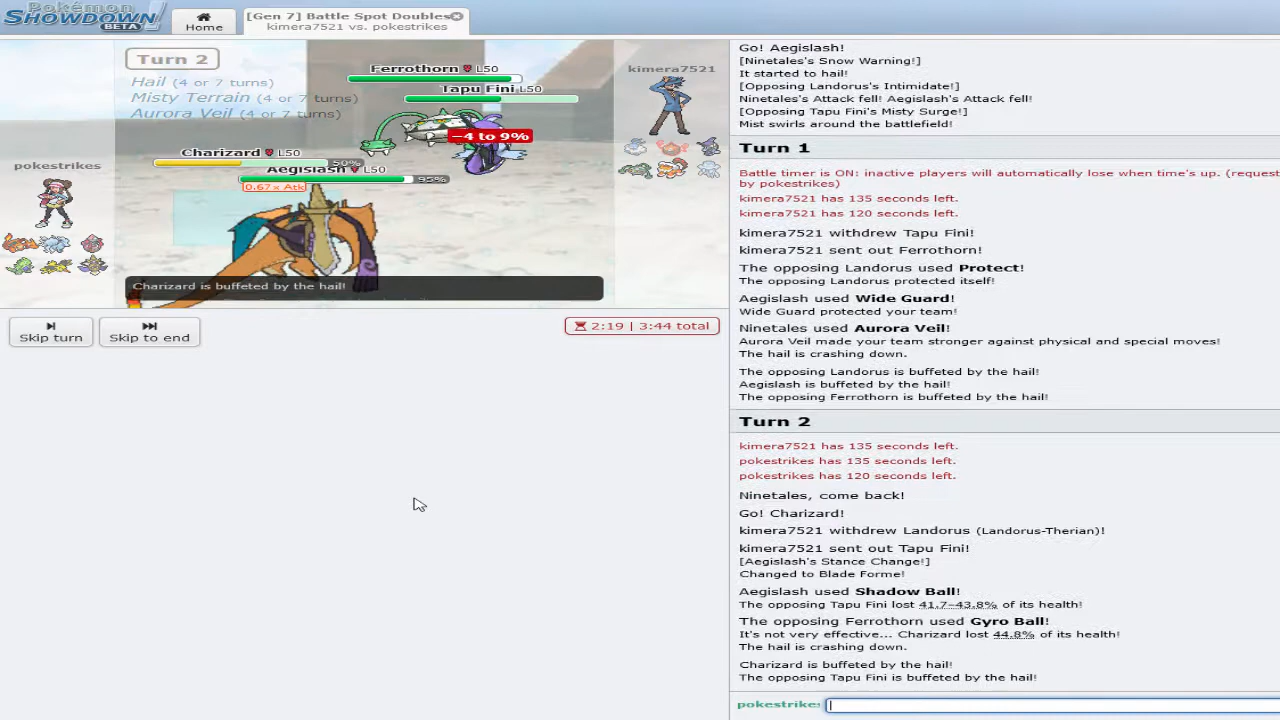 Pokémon
SHOWDOWN
BETA
Home
[Gen 7] Battle Spot Doubles
kimera7521 vs. pokestrikes
Turn 2
Hail (4 or 7 turns)
Misty Terrain (4 or 7 turns)
Aurora Veil (4 or 7 turns)
Ferrothorn L50
Tapu Fini L50
kimera7521
−4 to 9%
pokestrikes
Charizard L50
50%
Aegislash L50
95%
0.67× Atk
Charizard is buffeted by the hail!
Skip turn
Skip to end
2:19 | 3:44 total
Go! Aegislash!
[Ninetales's Snow Warning!]
It started to hail!
[Opposing Landorus's Intimidate!]
Ninetales's Attack fell! Aegislash's Attack fell!
[Opposing Tapu Fini's Misty Surge!]
Mist swirls around the battlefield!
Turn 1
Battle timer is ON: inactive players will automatically lose when time's up. (request
by pokestrikes)
kimera7521 has 135 seconds left.
kimera7521 has 120 seconds left.
kimera7521 withdrew Tapu Fini!
kimera7521 sent out Ferrothorn!
The opposing Landorus used Protect!
The opposing Landorus protected itself!
Aegislash used Wide Guard!
Wide Guard protected your team!
Ninetales used Aurora Veil!
Aurora Veil made your team stronger against physical and special moves!
The hail is crashing down.
The opposing Landorus is buffeted by the hail!
Aegislash is buffeted by the hail!
The opposing Ferrothorn is buffeted by the hail!
Turn 2
kimera7521 has 135 seconds left.
pokestrikes has 135 seconds left.
pokestrikes has 120 seconds left.
Ninetales, come back!
Go! Charizard!
kimera7521 withdrew Landorus (Landorus-Therian)!
kimera7521 sent out Tapu Fini!
[Aegislash's Stance Change!]
Changed to Blade Forme!
Aegislash used Shadow Ball!
The opposing Tapu Fini lost 41.7–43.8% of its health!
The opposing Ferrothorn used Gyro Ball!
It's not very effective... Charizard lost 44.8% of its health!
The hail is crashing down.
Charizard is buffeted by the hail!
The opposing Tapu Fini is buffeted by the hail!
pokestrikes: